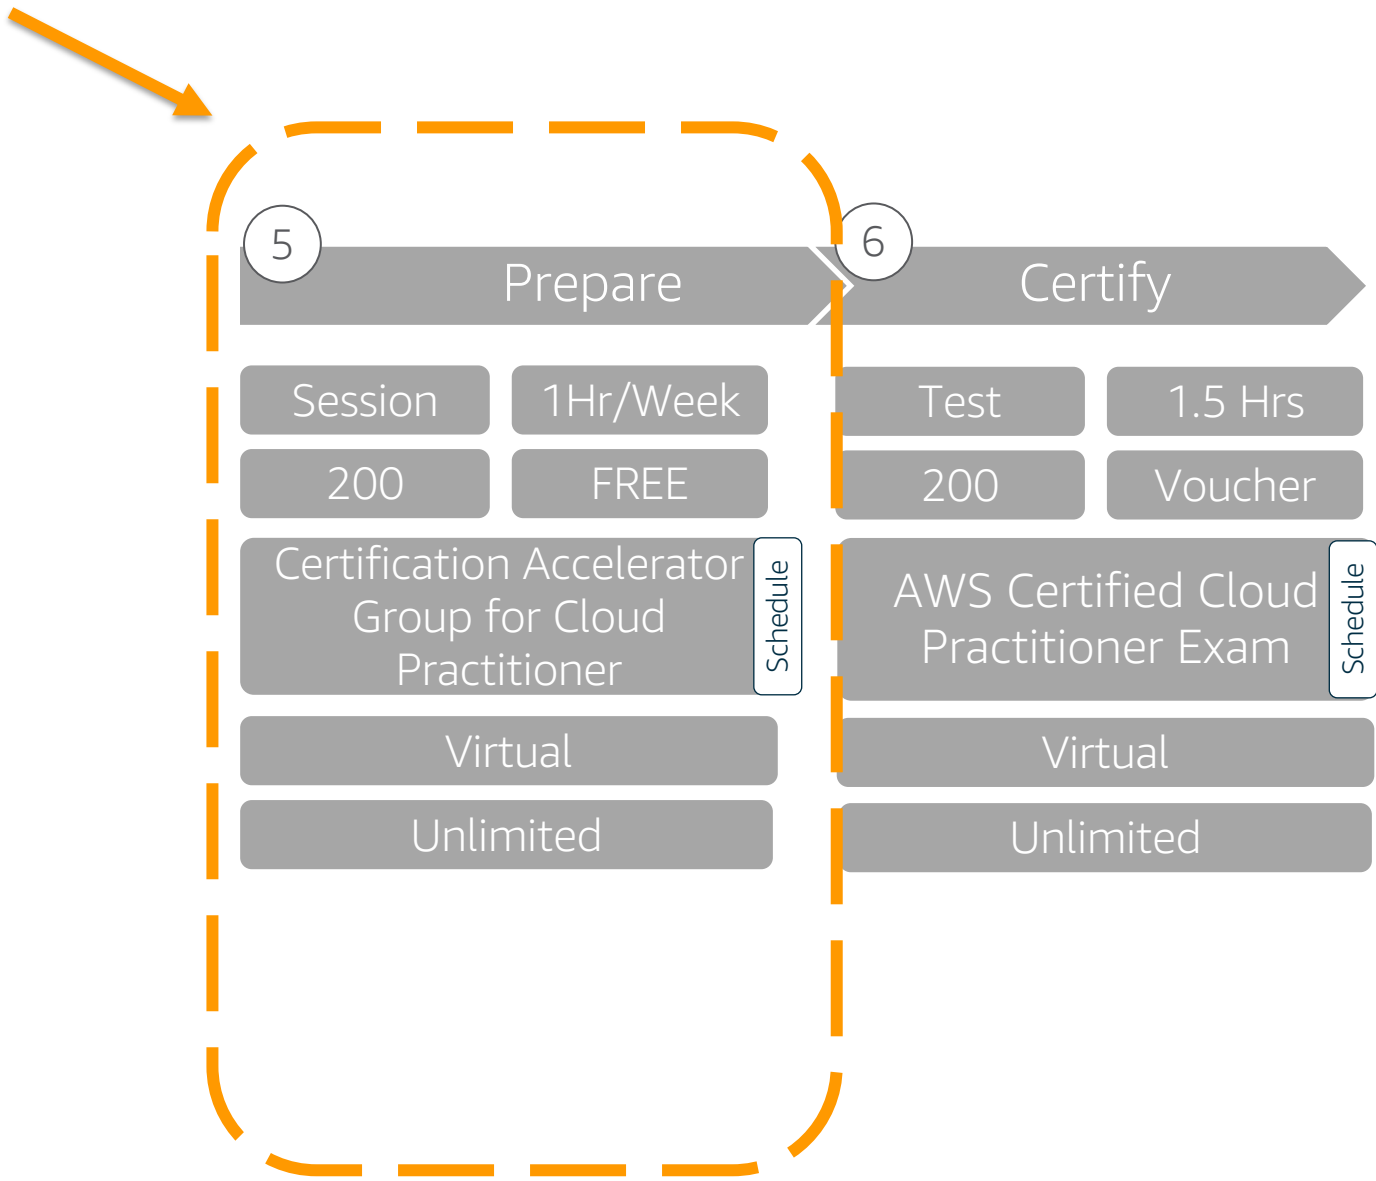 5
Prepare
Session
1Hr/Week
200
FREE
Certification Accelerator
Group for Cloud
Practitioner
Schedule
Virtual
Unlimited
6
Certify
Test
1.5 Hrs
200
Voucher
AWS Certified Cloud
Practitioner Exam
Schedule
Virtual
Unlimited